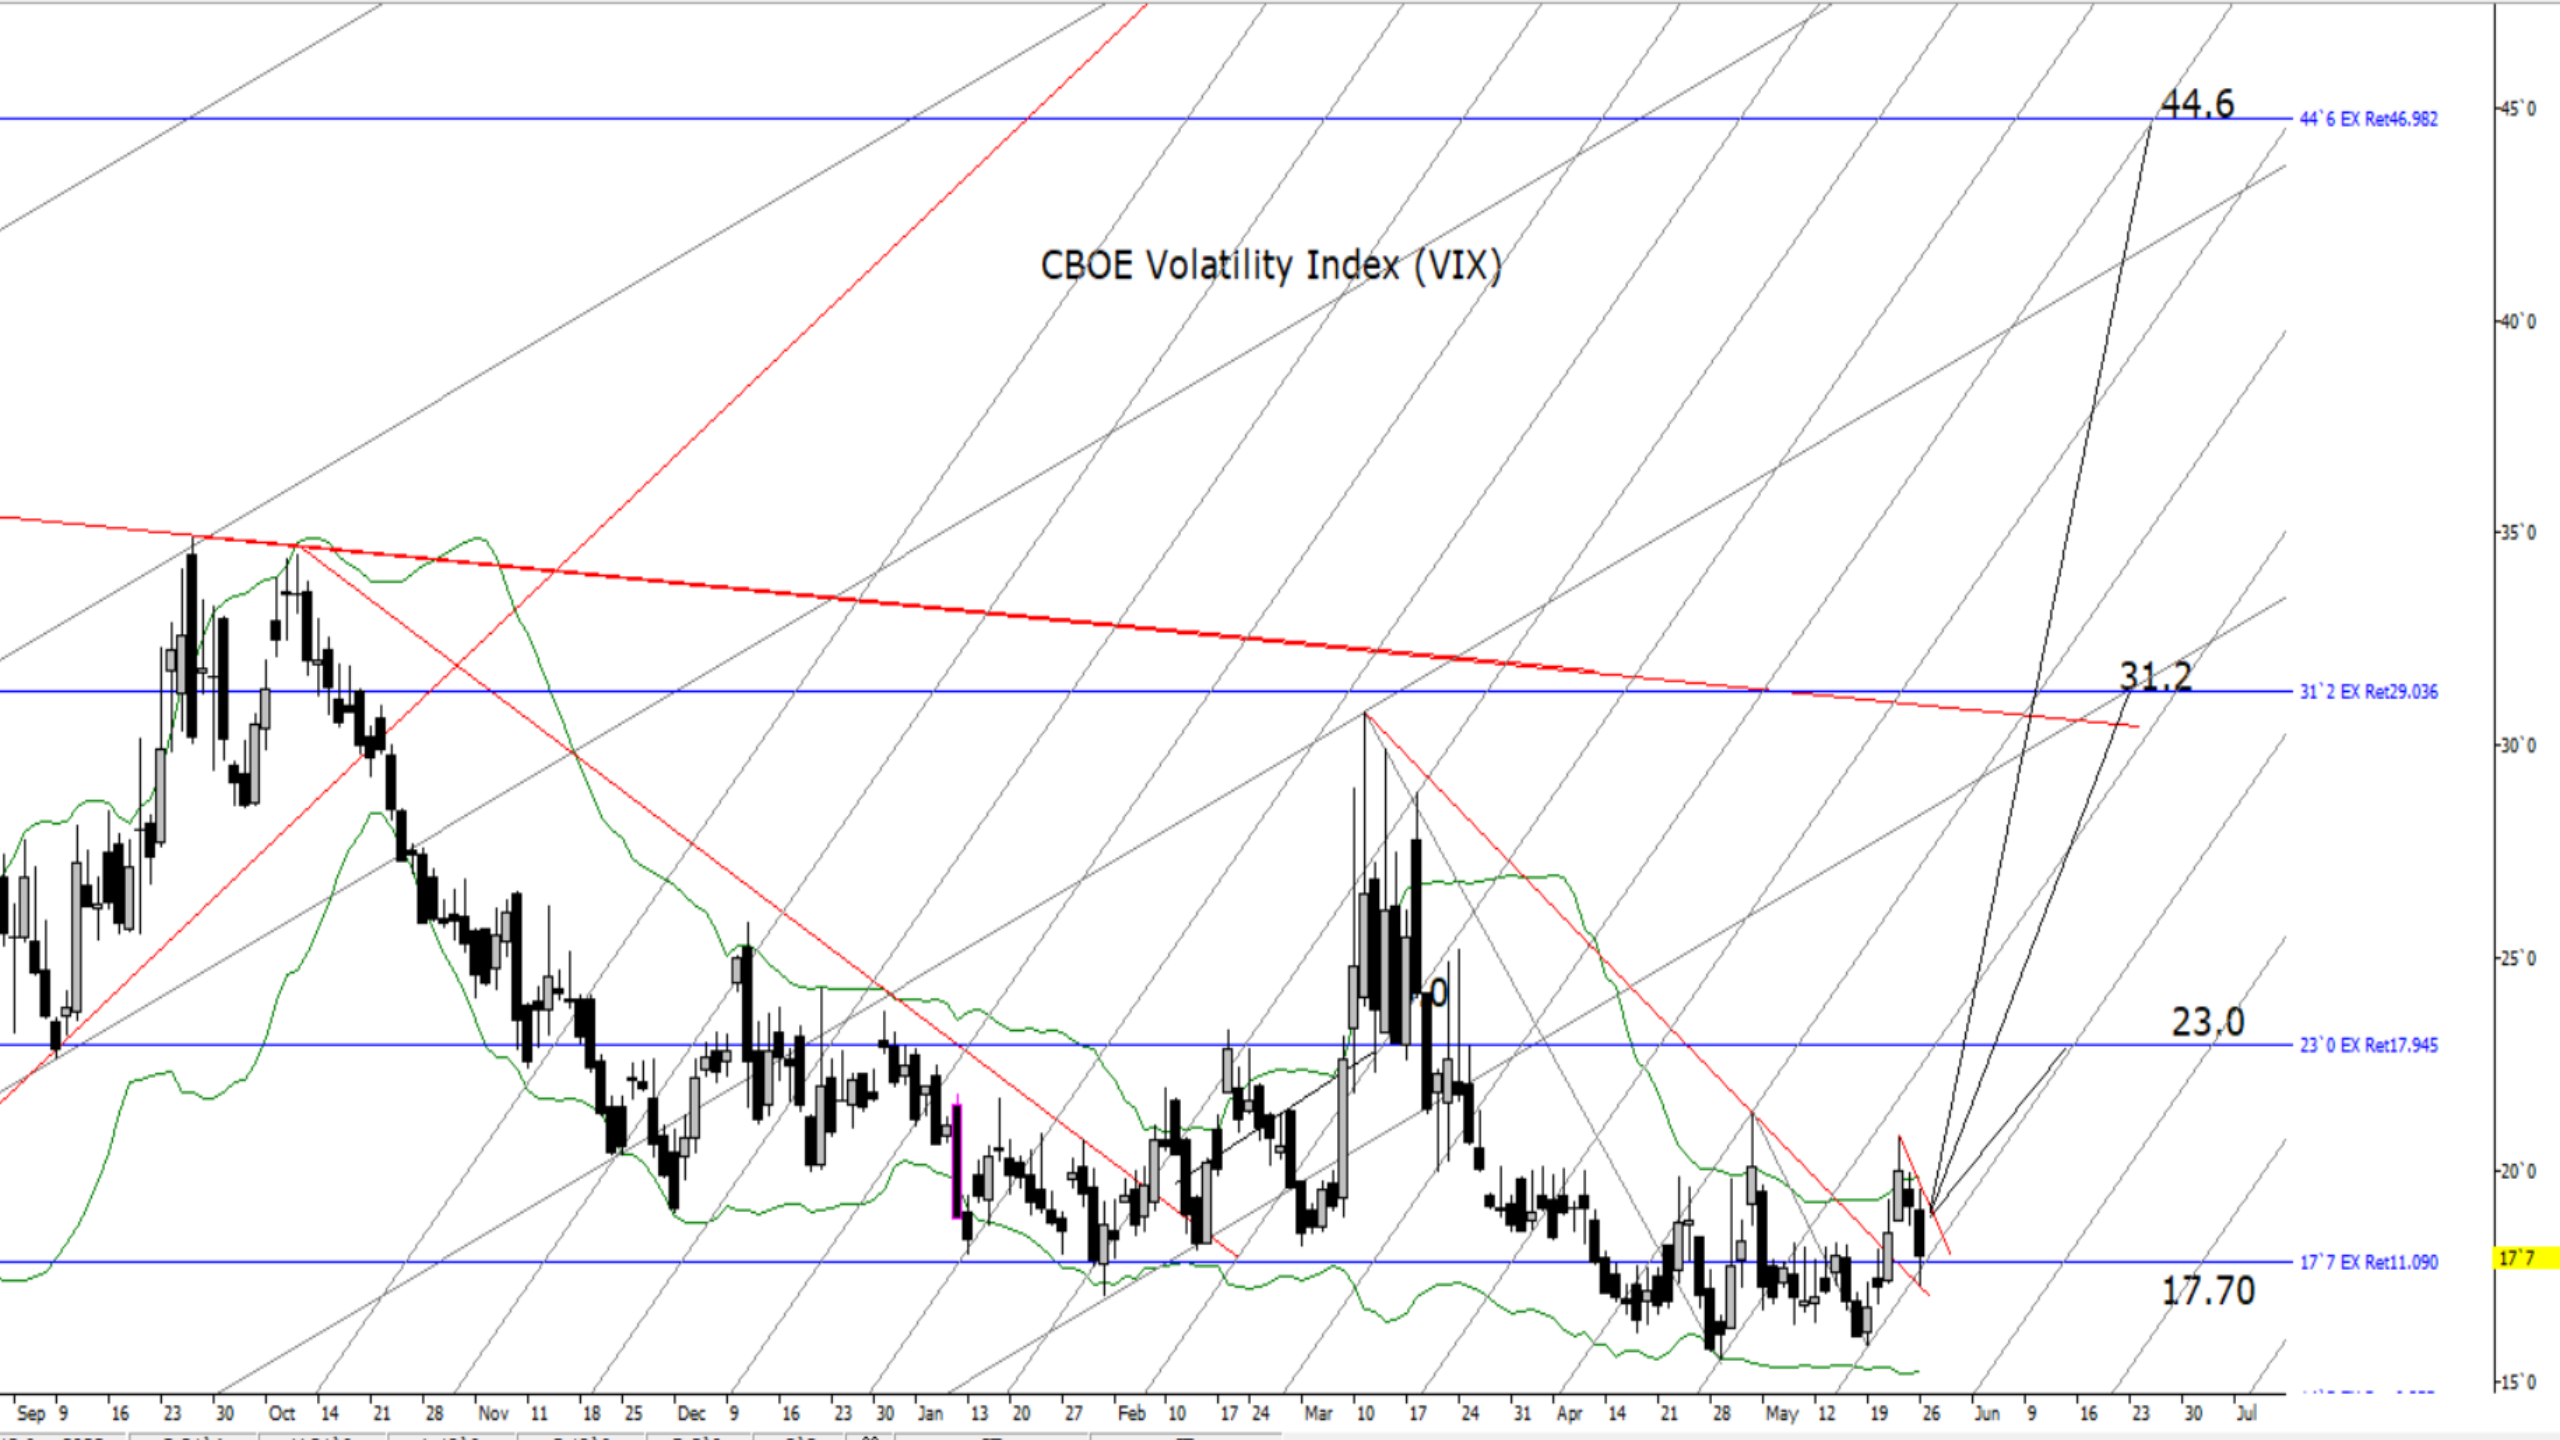 44.6
45`0
44`6 EX Ret46.982
CBOE Volatility Index (VIX)
40`0
35`0
31.2
31`2 EX Ret29.036
30`0
25`0
.0
23.0
23`0 EX Ret17.945
20`0
17`7 EX Ret11.090
17`7
17.70
15`0
Sep 9 16 23 30 Oct 14 21 28 Nov 11 18 25 Dec 9 16 23 30 Jan 13 20 27 Feb 10 17 24 Mar 10 17 24 31 Apr 14 21 28 May 12 19 26 Jun 9 16 23 30 Jul